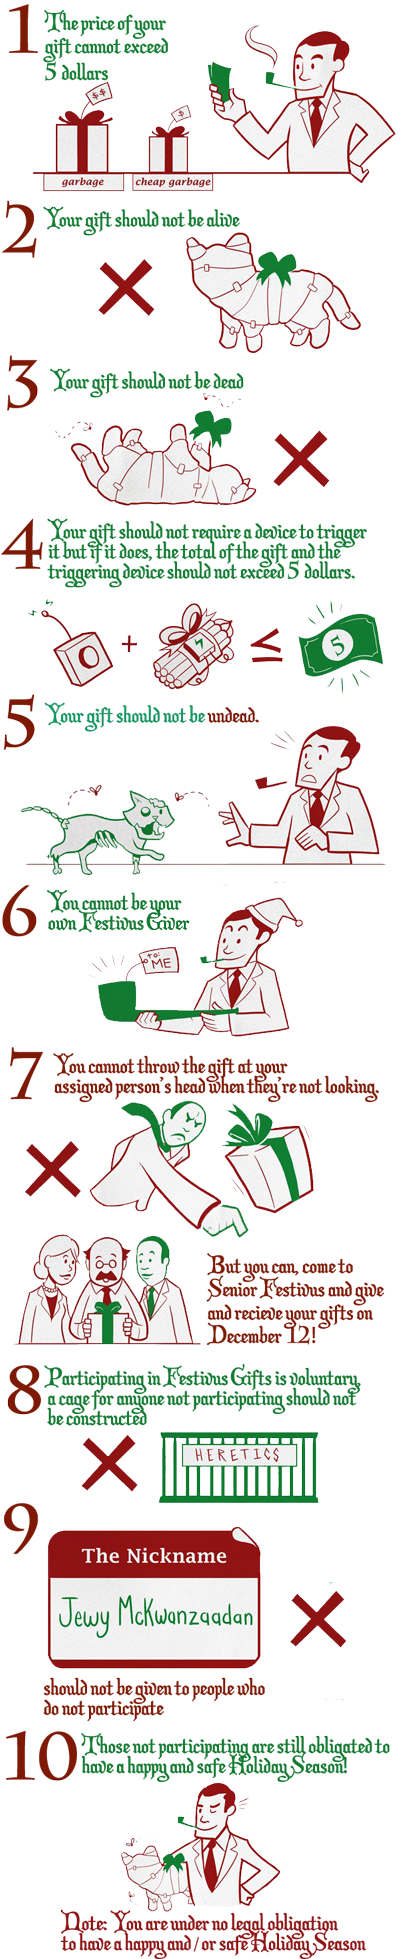 1 The price of your
gift cannot exceed
5 dollars
$$
$
garbage
cheap garbage
2 Your gift should not be alive
3 Your gift should not be dead
4 Your gift should not require a device to trigger
it but if it does, the total of the gift and the
triggering device should not exceed 5 dollars.
+
≤
5
5 Your gift should not be undead.
6 You cannot be your
own Festivus Giver
to:
ME
7 You cannot throw the gift at your
assigned person's head when they're not looking.
But you can, come to
Senior Festivus and give
and recieve your gifts on
December 12!
8 Participating in Festivus Gifts is voluntary,
a cage for anyone not participating should not
be constructed
HERETICS
9
The Nickname
Jewy McKwanzaadan
should not be given to people who
do not participate
10 Those not participating are still obligated to
have a happy and safe Holiday Season!
Note: You are under no legal obligation
to have a happy and/or safe Holiday Season